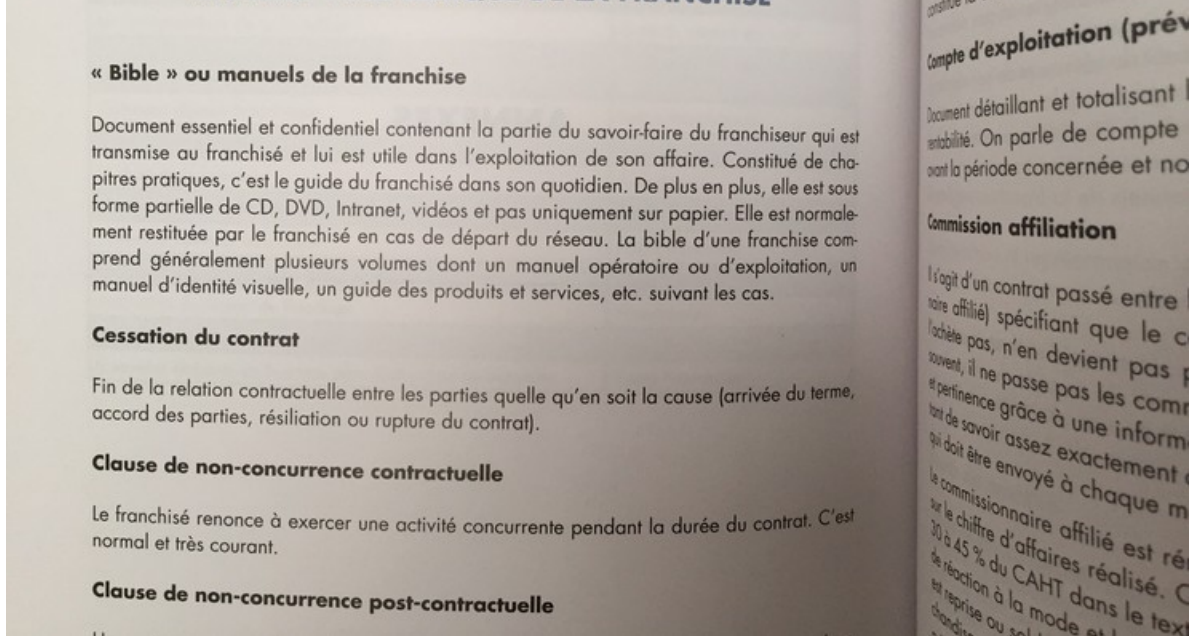 FRANCHISE
« Bible » ou manuels de la franchise
Document essentiel et confidentiel contenant la partie du savoir-faire du franchiseur qui est
transmise au franchisé et lui est utile dans l'exploitation de son affaire. Constitué de cha-
pitres pratiques, c'est le guide du franchisé dans son quotidien. De plus en plus, elle est sous
forme partielle de CD, DVD, Intranet, vidéos et pas uniquement sur papier. Elle est normale-
ment restituée par le franchisé en cas de départ du réseau. La bible d'une franchise com-
prend généralement plusieurs volumes dont un manuel opératoire ou d'exploitation, un
manuel d'identité visuelle, un guide des produits et services, etc. suivant les cas.
Cessation du contrat
Fin de la relation contractuelle entre les parties quelle qu'en soit la cause (arrivée du terme,
accord des parties, résiliation ou rupture du contrat).
Clause de non-concurrence contractuelle
Le franchisé renonce à exercer une activité concurrente pendant la durée du contrat. C'est
normal et très courant.
Clause de non-concurrence post-contractuelle
Compte d'exploitation (prév
Document détaillant et totalisant
rentabilité. On parle de compte
avant la période concernée et no
Commission affiliation
Il s'agit d'un contrat passé entre
naire affilié) spécifiant que le c
l'achète pas, n'en devient pas
souvent, il ne passe pas les comm
et pertinence grâce à une inform
tant de savoir assez exactement
qui doit être envoyé à chaque m
Le commissionnaire affilié est ré
sur le chiffre d'affaires réalisé. C
30 à 45 % du CAHT dans le text
de réaction à la mode et
est reprise ou sol